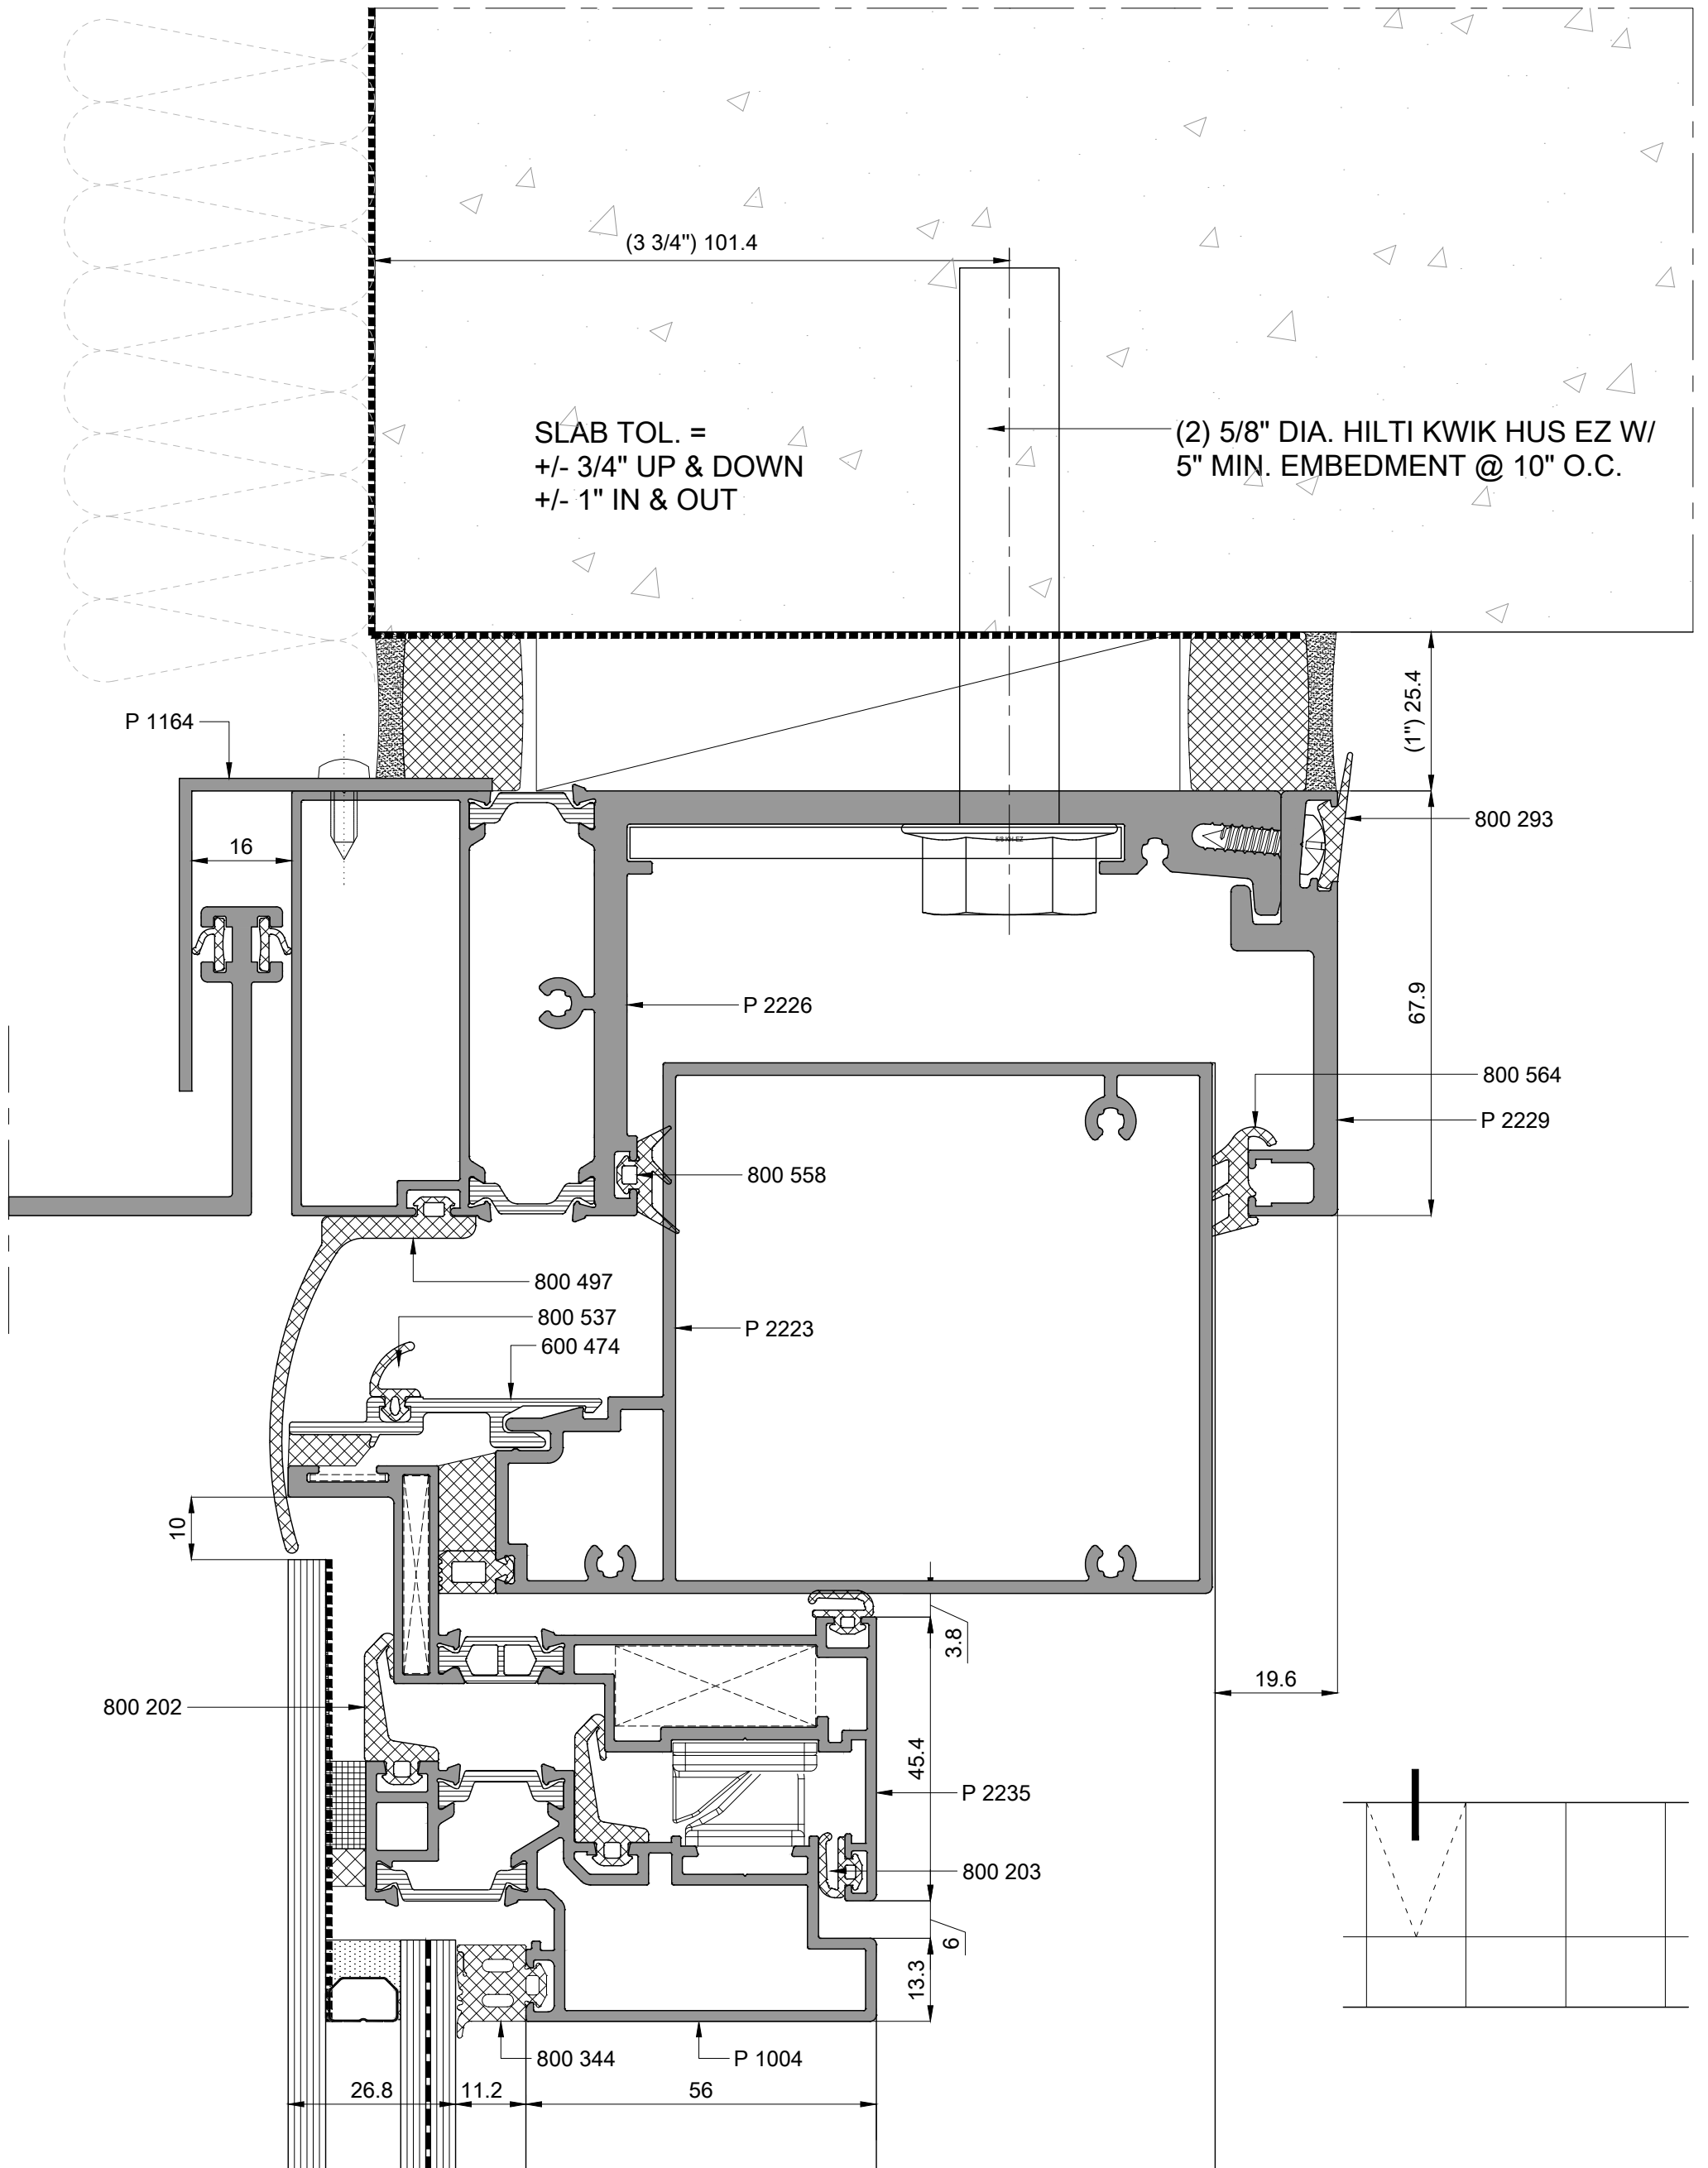 (3 3/4") 101.4
SLAB TOL. =
+/- 3/4" UP & DOWN
+/- 1" IN & OUT
(2) 5/8" DIA. HILTI KWIK HUS EZ W/
5" MIN. EMBEDMENT @ 10" O.C.
(1") 25.4
P 1164
800 293
16
67.9
P 2226
800 564
P 2229
800 558
800 497
800 537
600 474
P 2223
10
3.8
19.6
800 202
45.4
P 2235
800 203
6
13.3
800 344
P 1004
26.8
11.2
56